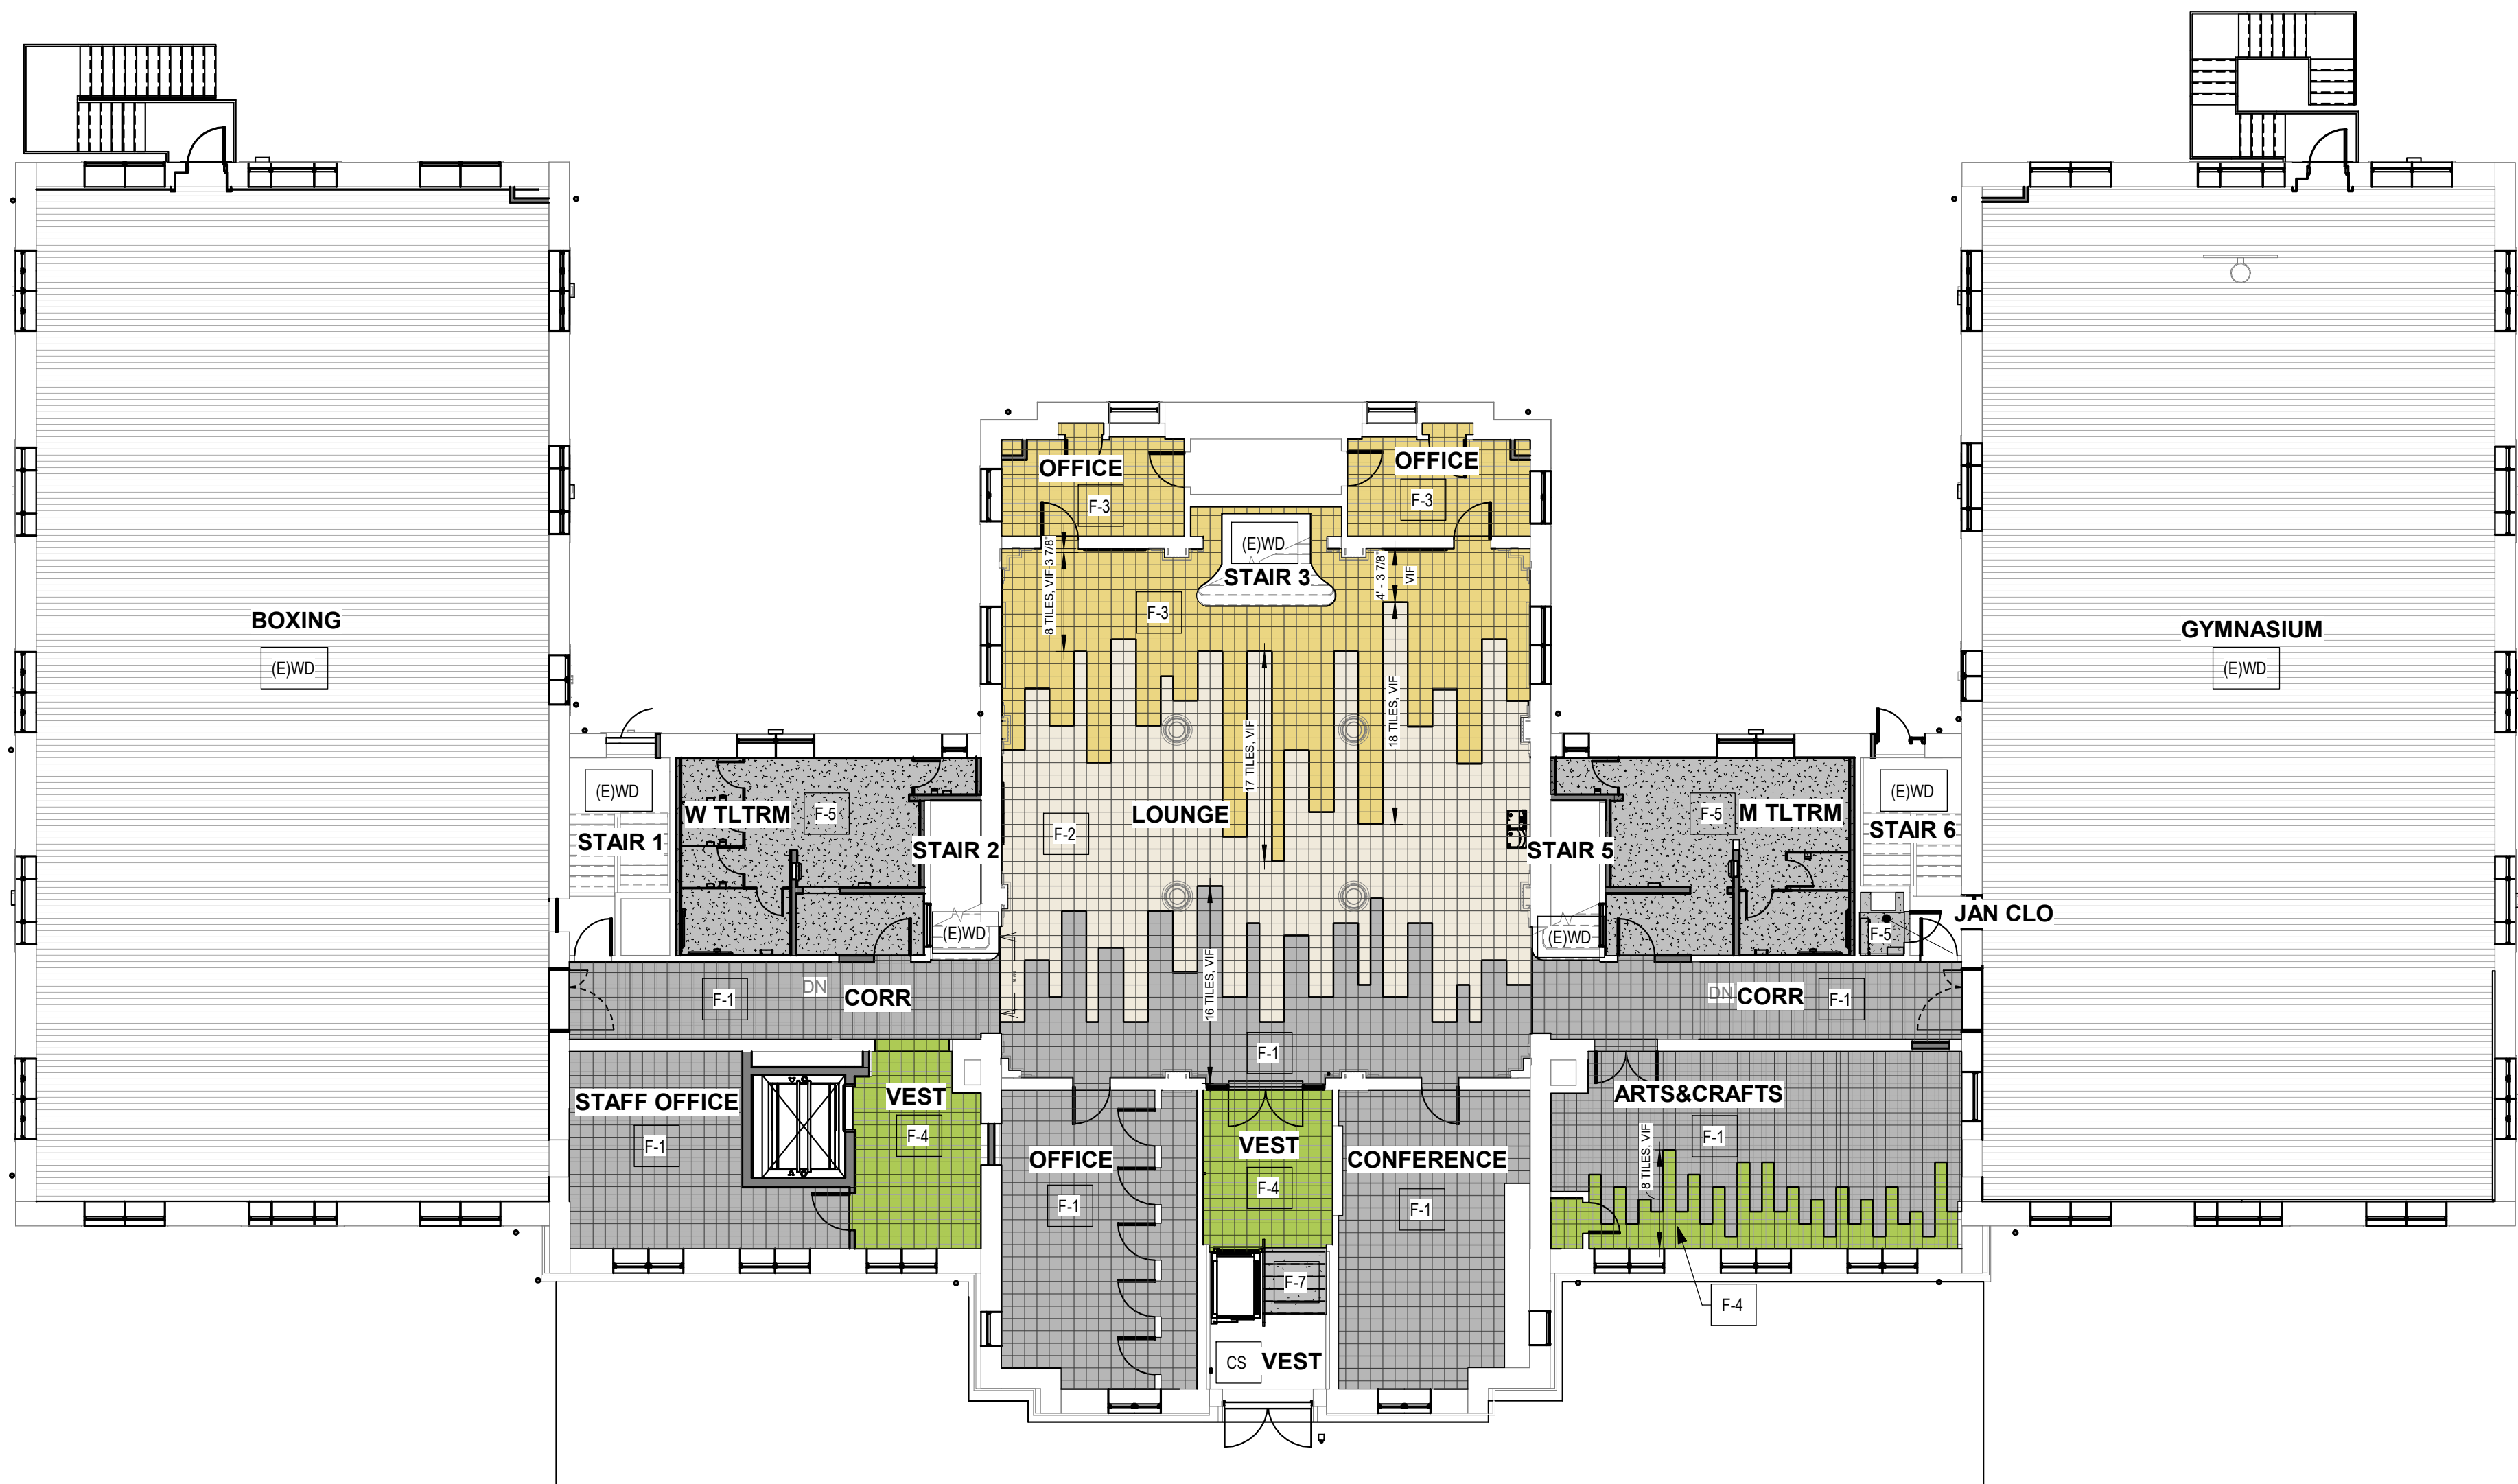 OFFICE
F-3
OFFICE
F-3
(E)WD
STAIR 3
8 TILES, VIF
3 7/8"
4' - 3 7/8"
VIF
F-3
BOXING
(E)WD
GYMNASIUM
(E)WD
17 TILES, VIF
18 TILES, VIF
(E)WD
STAIR 1
W TLTRM
F-5
STAIR 2
(E)WD
LOUNGE
F-2
STAIR 5
(E)WD
F-5
M TLTRM
(E)WD
STAIR 6
JAN CLO
F-5
16 TILES, VIF
F-1
DN
CORR
F-1
DN
CORR
F-1
STAFF OFFICE
F-1
VEST
F-4
OFFICE
F-1
VEST
F-4
CONFERENCE
F-1
ARTS&CRAFTS
F-1
8 TILES, VIF
F-7
F-4
CS
VEST